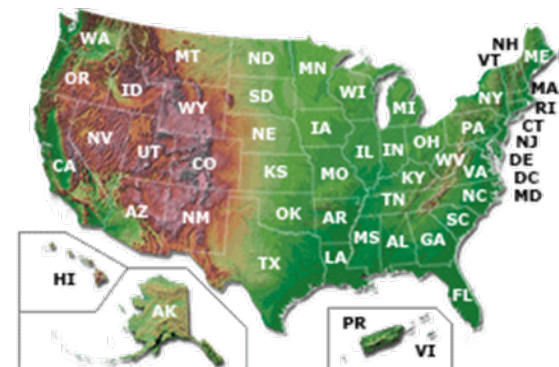 WA
MT
ND
MN
OR
ID
WY
SD
WI
MI
NH
VT
ME
NY
MA
RI
CT
NJ
DE
DC
MD
NV
UT
CO
NE
IA
IL
IN
OH
PA
WV
VA
CA
KS
MO
KY
NC
TN
SC
AZ
NM
OK
AR
MS
AL
GA
TX
LA
FL
HI
AK
PR
VI